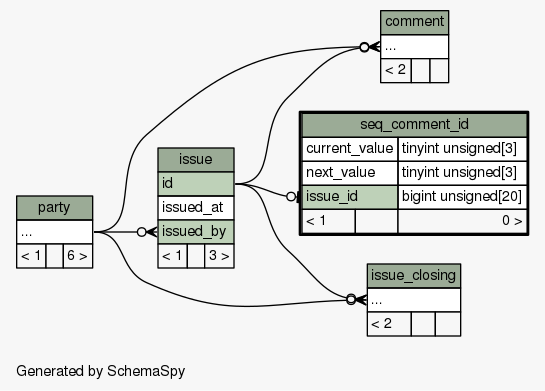 comment
...
< 2
seq_comment_id
current_value tinyint unsigned[3]
next_value tinyint unsigned[3]
issue_id bigint unsigned[20]
< 1 0 >
issue
id
issued_at
issued_by
< 1 3 >
party
...
< 1 6 >
issue_closing
...
< 2
Generated by SchemaSpy